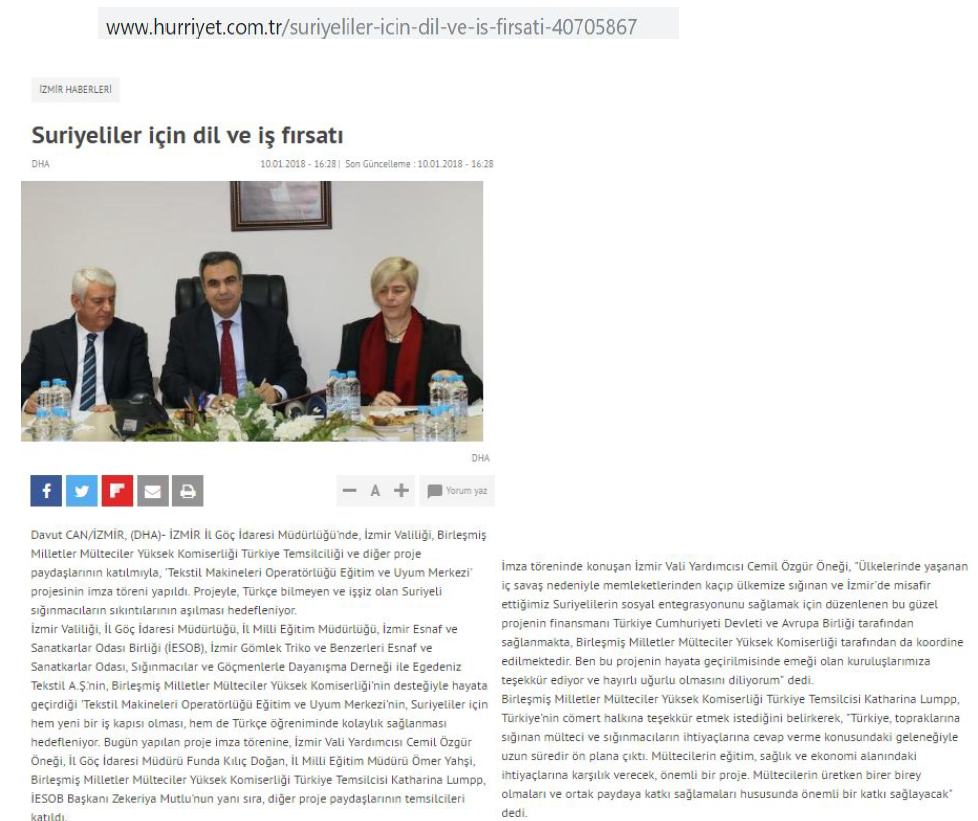 www.hurriyet.com.tr/suriyeliler-icin-dil-ve-is-firsati-40705867
İZMİR HABERLERİ
Suriyeliler için dil ve iş fırsatı
DHA
10.01.2018 - 16:28 | Son Güncelleme : 10.01.2018 - 16:28
DHA
A
Yorum yaz
Davut CAN/İZMİR, (DHA)- İZMİR İl Göç İdaresi Müdürlüğü'nde, İzmir Valiliği, Birleşmiş
Milletler Mülteciler Yüksek Komiserliği Türkiye Temsilciliği ve diğer proje
paydaşlarının katılmıyla, 'Tekstil Makineleri Operatörlüğü Eğitim ve Uyum Merkezi'
projesinin imza töreni yapıldı. Projeyle, Türkçe bilmeyen ve işsiz olan Suriyeli
sığınmacıların sıkıntılarının aşılması hedefleniyor.
İzmir Valiliği, İl Göç İdaresi Müdürlüğü, İl Milli Eğitim Müdürlüğü, İzmir Esnaf ve
Sanatkarlar Odası Birliği (İESOB), İzmir Gömlek Triko ve Benzerleri Esnaf ve
Sanatkarlar Odası, Sığınmacılar ve Göçmenlerle Dayanışma Derneği ile Egedeniz
Tekstil A.Ş.'nin, Birleşmiş Milletler Mülteciler Yüksek Komiserliği'nin desteğiyle hayata
geçirdiği 'Tekstil Makineleri Operatörlüğü Eğitim ve Uyum Merkezi'nin, Suriyeliler için
hem yeni bir iş kapısı olması, hem de Türkçe öğreniminde kolaylık sağlanması
hedefleniyor. Bugün yapılan proje imza törenine, İzmir Vali Yardımcısı Cemil Özgür
Öneği, İl Göç İdaresi Müdürü Funda Kılıç Doğan, İl Milli Eğitim Müdürü Ömer Yahşi,
Birleşmiş Milletler Mülteciler Yüksek Komiserliği Türkiye Temsilcisi Katharina Lumpp,
İESOB Başkanı Zekeriya Mutlu'nun yanı sıra, diğer proje paydaşlarının temsilcileri
katıldı.
İmza töreninde konuşan İzmir Vali Yardımcısı Cemil Özgür Öneği, "Ülkelerinde yaşanan
iç savaş nedeniyle memleketlerinden kaçıp ülkemize sığınan ve İzmir'de misafir
ettiğimiz Suriyelilerin sosyal entegrasyonunu sağlamak için düzenlenen bu güzel
projenin finansmanı Türkiye Cumhuriyeti Devleti ve Avrupa Birliği tarafından
sağlanmakta, Birleşmiş Milletler Mülteciler Yüksek Komiserliği tarafından da koordine
edilmektedir. Ben bu projenin hayata geçirilmisinde emeği olan kuruluşlarımıza
teşekkür ediyor ve hayırlı uğurlu olmasını diliyorum" dedi.
Birleşmiş Milletler Mülteciler Yüksek Komiserliği Türkiye Temsilcisi Katharina Lumpp,
Türkiye'nin cömert halkına teşekkür etmek istediğini belirkerek, "Türkiye, topraklarına
sığınan mülteci ve sığınmacıların ihtiyaçlarına cevap verme konusundaki geleneğiyle
uzun süredir ön plana çıktı. Mültecilerin eğitim, sağlık ve ekonomi alanındaki
ihtiyaçlarına karşılık verecek, önemli bir proje. Mültecilerin üretken birer birey
olmaları ve ortak paydaya katkı sağlamaları hususunda önemli bir katkı sağlayacak"
dedi.